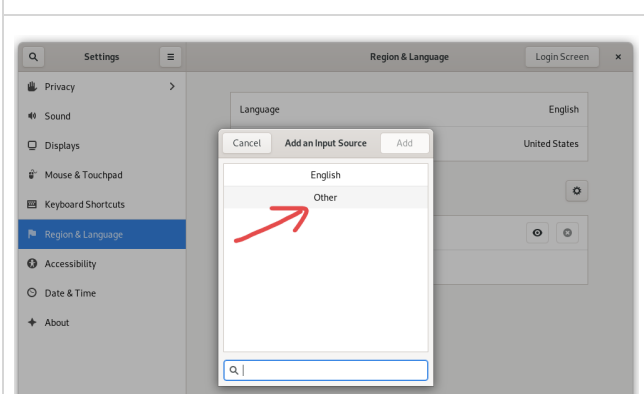 Settings
Region & Language
Login Screen
Privacy
Sound
Displays
Mouse & Touchpad
Keyboard Shortcuts
Region & Language
Accessibility
Date & Time
About
Language English
United States
Cancel Add an Input Source Add
English
Other